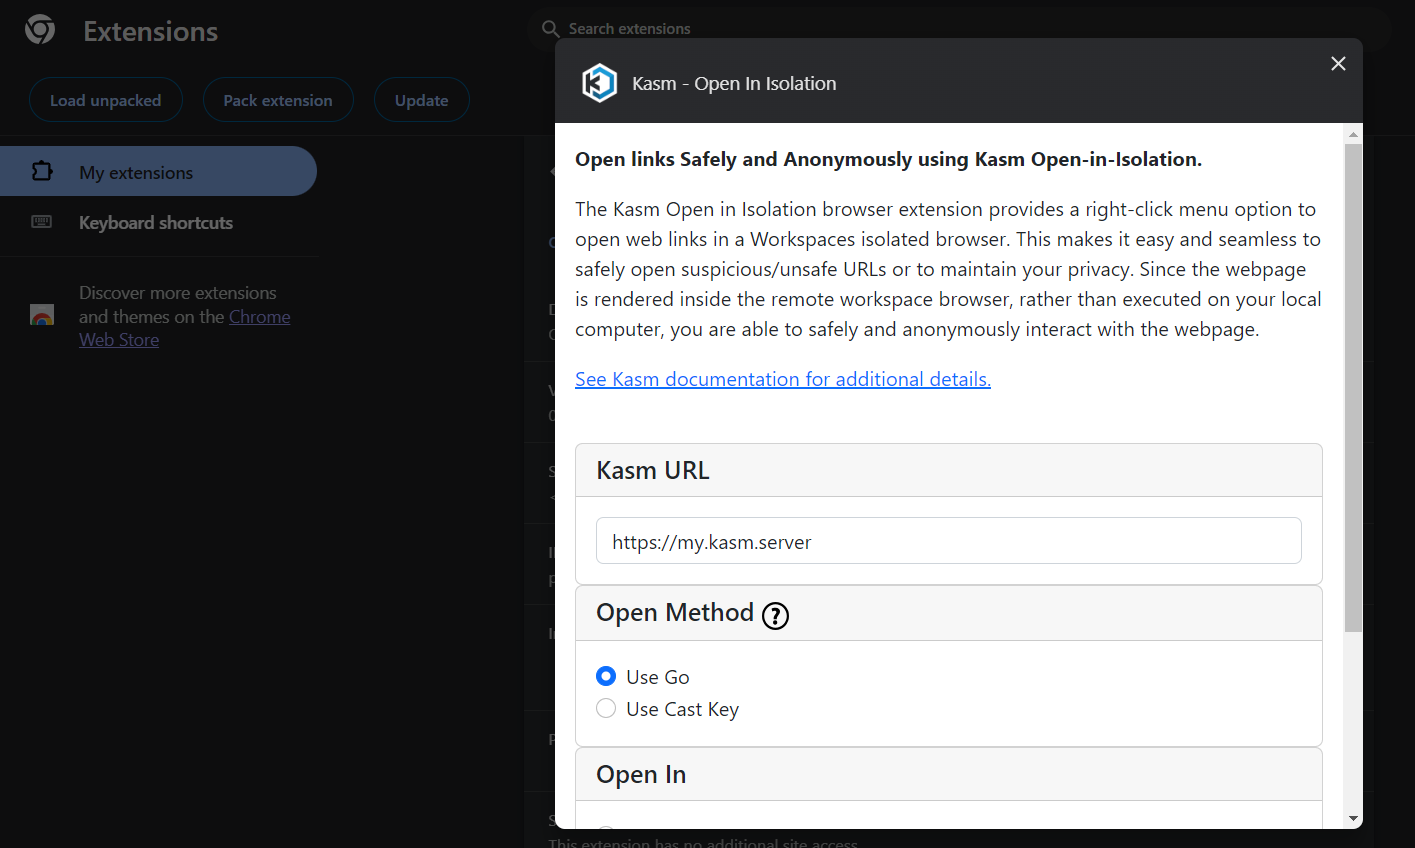 Extensions
Search extensions
Load unpacked
Pack extension
Update
My extensions
Keyboard shortcuts
Discover more extensions
and themes on the Chrome
Web Store
Kasm - Open In Isolation
Open links Safely and Anonymously using Kasm Open-in-Isolation.
The Kasm Open in Isolation browser extension provides a right-click menu option to
open web links in a Workspaces isolated browser. This makes it easy and seamless to
safely open suspicious/unsafe URLs or to maintain your privacy. Since the webpage
is rendered inside the remote workspace browser, rather than executed on your local
computer, you are able to safely and anonymously interact with the webpage.
See Kasm documentation for additional details.
Kasm URL
https://my.kasm.server
Open Method ?
Use Go
Use Cast Key
Open In
This extension has no additional site access